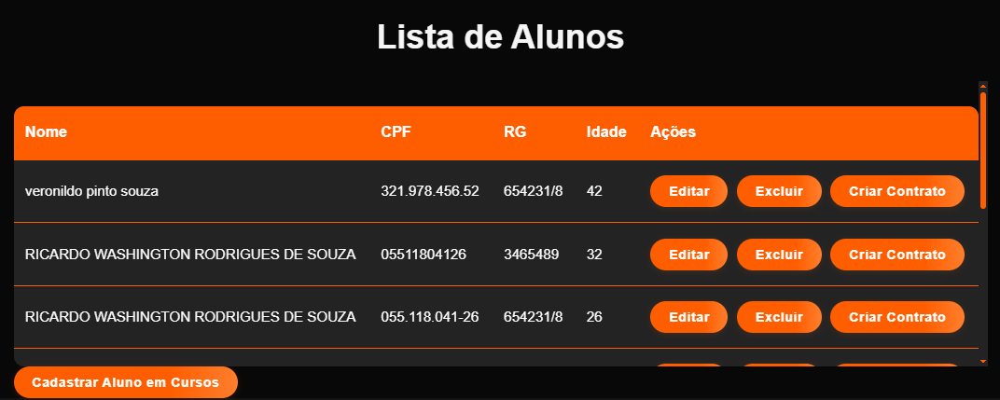 Lista de Alunos
Nome CPF RG Idade Ações
veronildo pinto souza 321.978.456.52 654231/8 42 Editar Excluir Criar Contrato
RICARDO WASHINGTON RODRIGUES DE SOUZA 05511804126 3465489 32 Editar Excluir Criar Contrato
RICARDO WASHINGTON RODRIGUES DE SOUZA 055.118.041-26 654231/8 26 Editar Excluir Criar Contrato
Cadastrar Aluno em Cursos